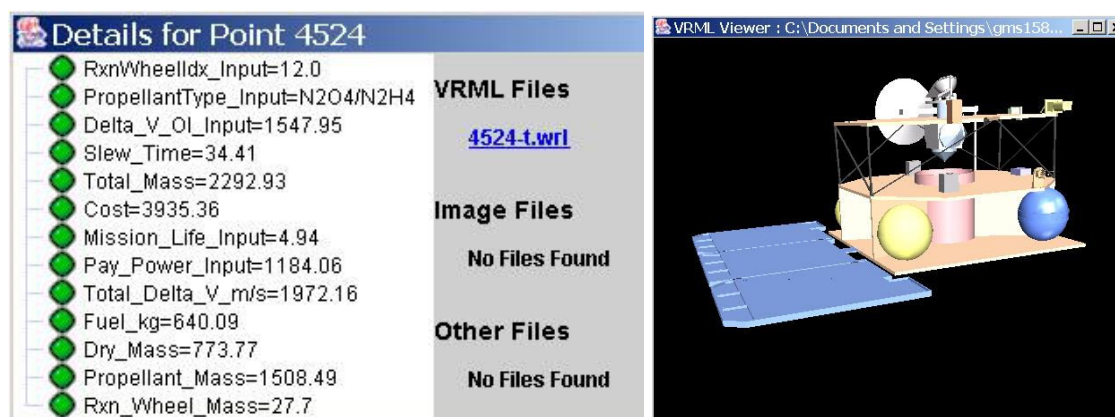 Details for Point 4524
RxnWheelIdx_Input=12.0
PropellantType_Input=N2O4/N2H4
Delta_V_OI_Input=1547.95
Slew_Time=34.41
Total_Mass=2292.93
Cost=3935.36
Mission_Life_Input=4.94
Pay_Power_Input=1184.06
Total_Delta_V_m/s=1972.16
Fuel_kg=640.09
Dry_Mass=773.77
Propellant_Mass=1508.49
Rxn_Wheel_Mass=27.7
VRML Files
4524-t.wrl
Image Files
No Files Found
Other Files
No Files Found
VRML Viewer : C:\Documents and Settings\gms158...